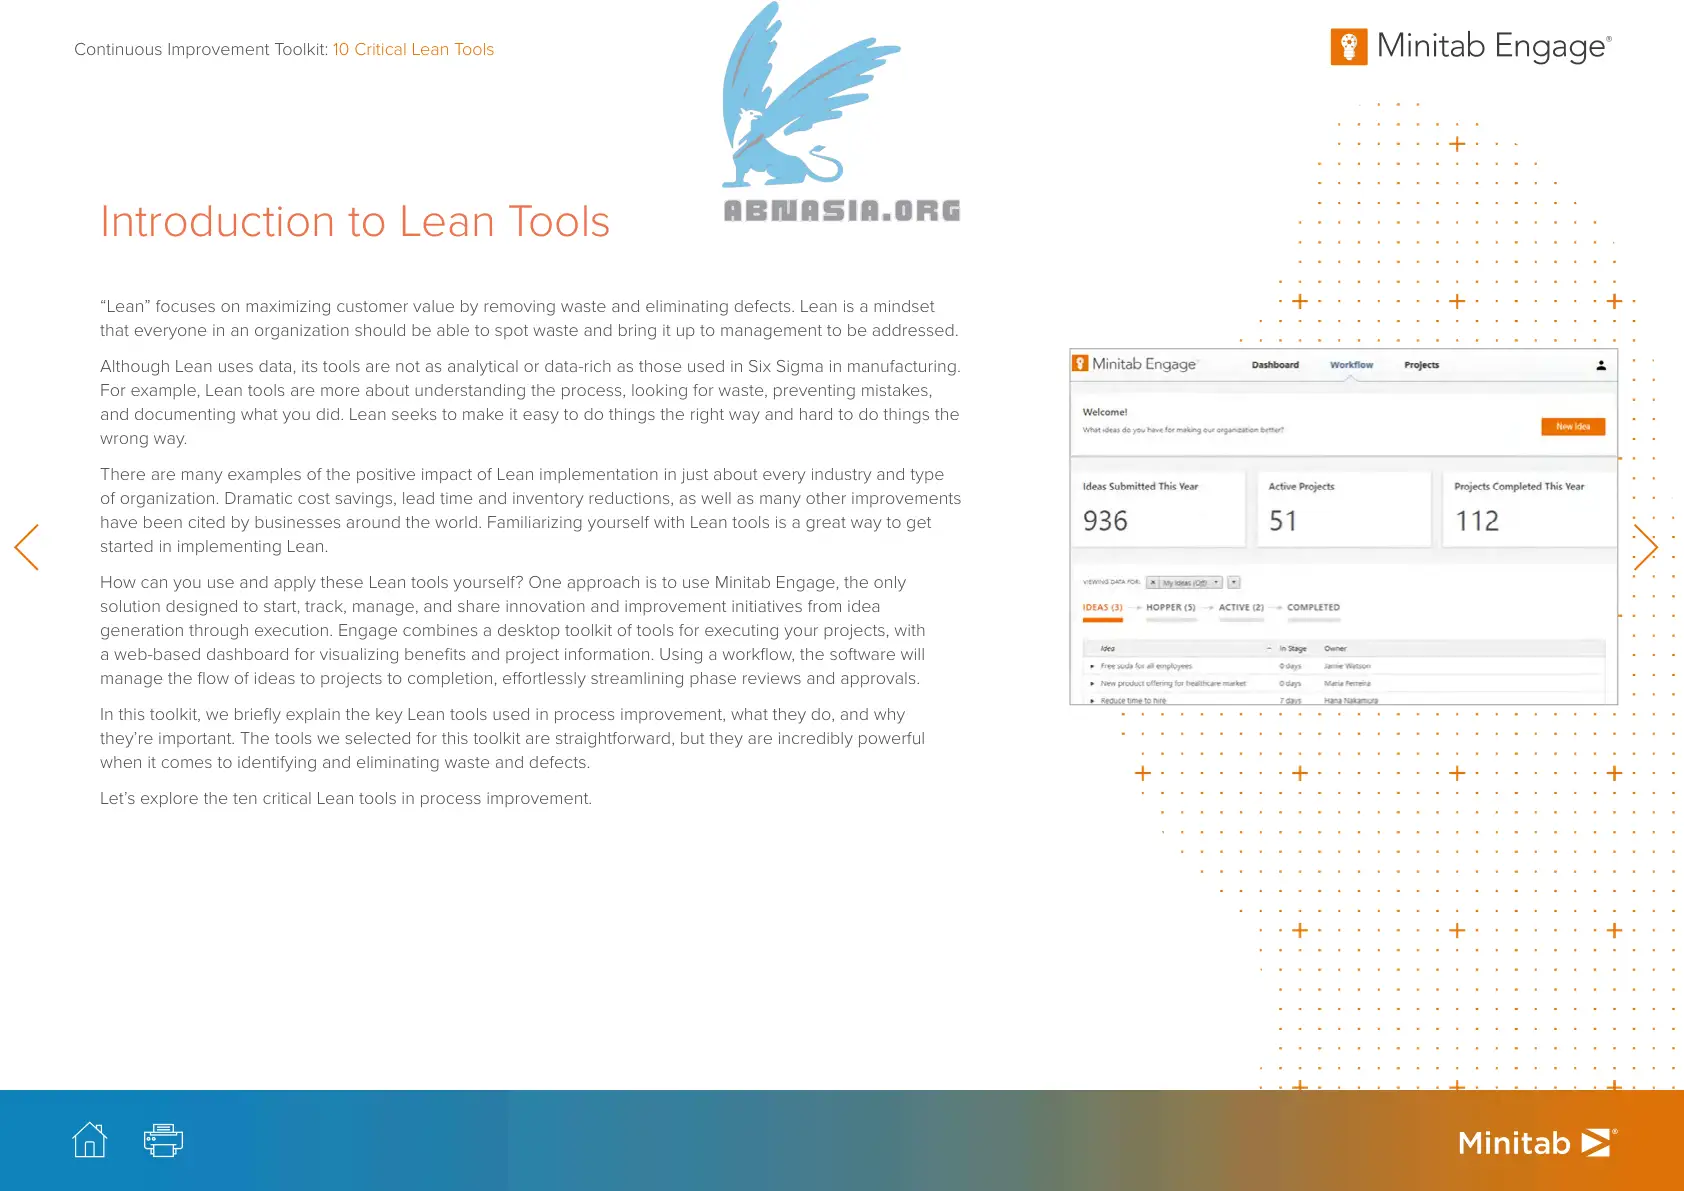 Continuous Improvement Toolkit: 10 Critical Lean Tools
Minitab Engage®
ABNASIA.ORG
Introduction to Lean Tools
“Lean” focuses on maximizing customer value by removing waste and eliminating defects. Lean is a mindset
that everyone in an organization should be able to spot waste and bring it up to management to be addressed.
Although Lean uses data, its tools are not as analytical or data-rich as those used in Six Sigma in manufacturing.
For example, Lean tools are more about understanding the process, looking for waste, preventing mistakes,
and documenting what you did. Lean seeks to make it easy to do things the right way and hard to do things the
wrong way.
There are many examples of the positive impact of Lean implementation in just about every industry and type
of organization. Dramatic cost savings, lead time and inventory reductions, as well as many other improvements
have been cited by businesses around the world. Familiarizing yourself with Lean tools is a great way to get
started in implementing Lean.
How can you use and apply these Lean tools yourself? One approach is to use Minitab Engage, the only
solution designed to start, track, manage, and share innovation and improvement initiatives from idea
generation through execution. Engage combines a desktop toolkit of tools for executing your projects, with
a web-based dashboard for visualizing benefits and project information. Using a workflow, the software will
manage the flow of ideas to projects to completion, effortlessly streamlining phase reviews and approvals.
In this toolkit, we briefly explain the key Lean tools used in process improvement, what they do, and why
they’re important. The tools we selected for this toolkit are straightforward, but they are incredibly powerful
when it comes to identifying and eliminating waste and defects.
Let’s explore the ten critical Lean tools in process improvement.
Minitab Engage Dashboard Workflow Projects
Welcome!
What ideas do you have for making our organization better?
New Idea
Ideas Submitted This Year Active Projects Projects Completed This Year
936 51 112
VIEWING DATA FOR: My Ideas (Off)
IDEAS (3) HOPPER (5) ACTIVE (2) COMPLETED
Idea In Stage Owner
Free soda for all employees 0 days Jamie Watson
New product offering for healthcare market 0 days Maria Ferreira
Reduce time to hire 7 days Hana Nakamura
Minitab®